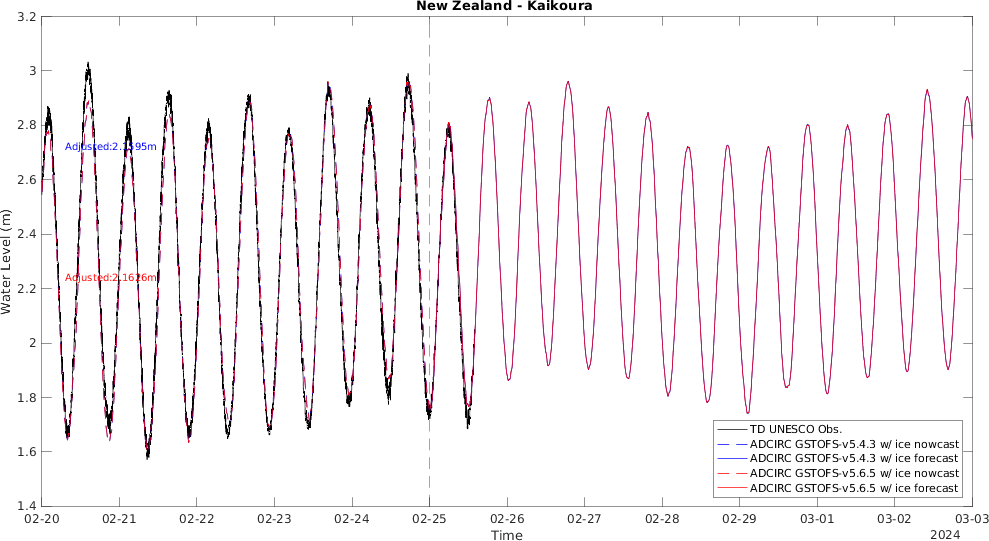 New Zealand - Kaikoura
Water Level (m)
3.2
3
2.8
2.6
2.4
2.2
2
1.8
1.6
1.4
Adjusted:2.1595m
Adjusted:2.1626m
TD UNESCO Obs.
ADCIRC GSTOFS-v5.4.3 w/ ice nowcast
ADCIRC GSTOFS-v5.4.3 w/ ice forecast
ADCIRC GSTOFS-v5.6.5 w/ ice nowcast
ADCIRC GSTOFS-v5.6.5 w/ ice forecast
02-20 02-21 02-22 02-23 02-24 02-25 02-26 02-27 02-28 02-29 03-01 03-02 03-03
Time
2024